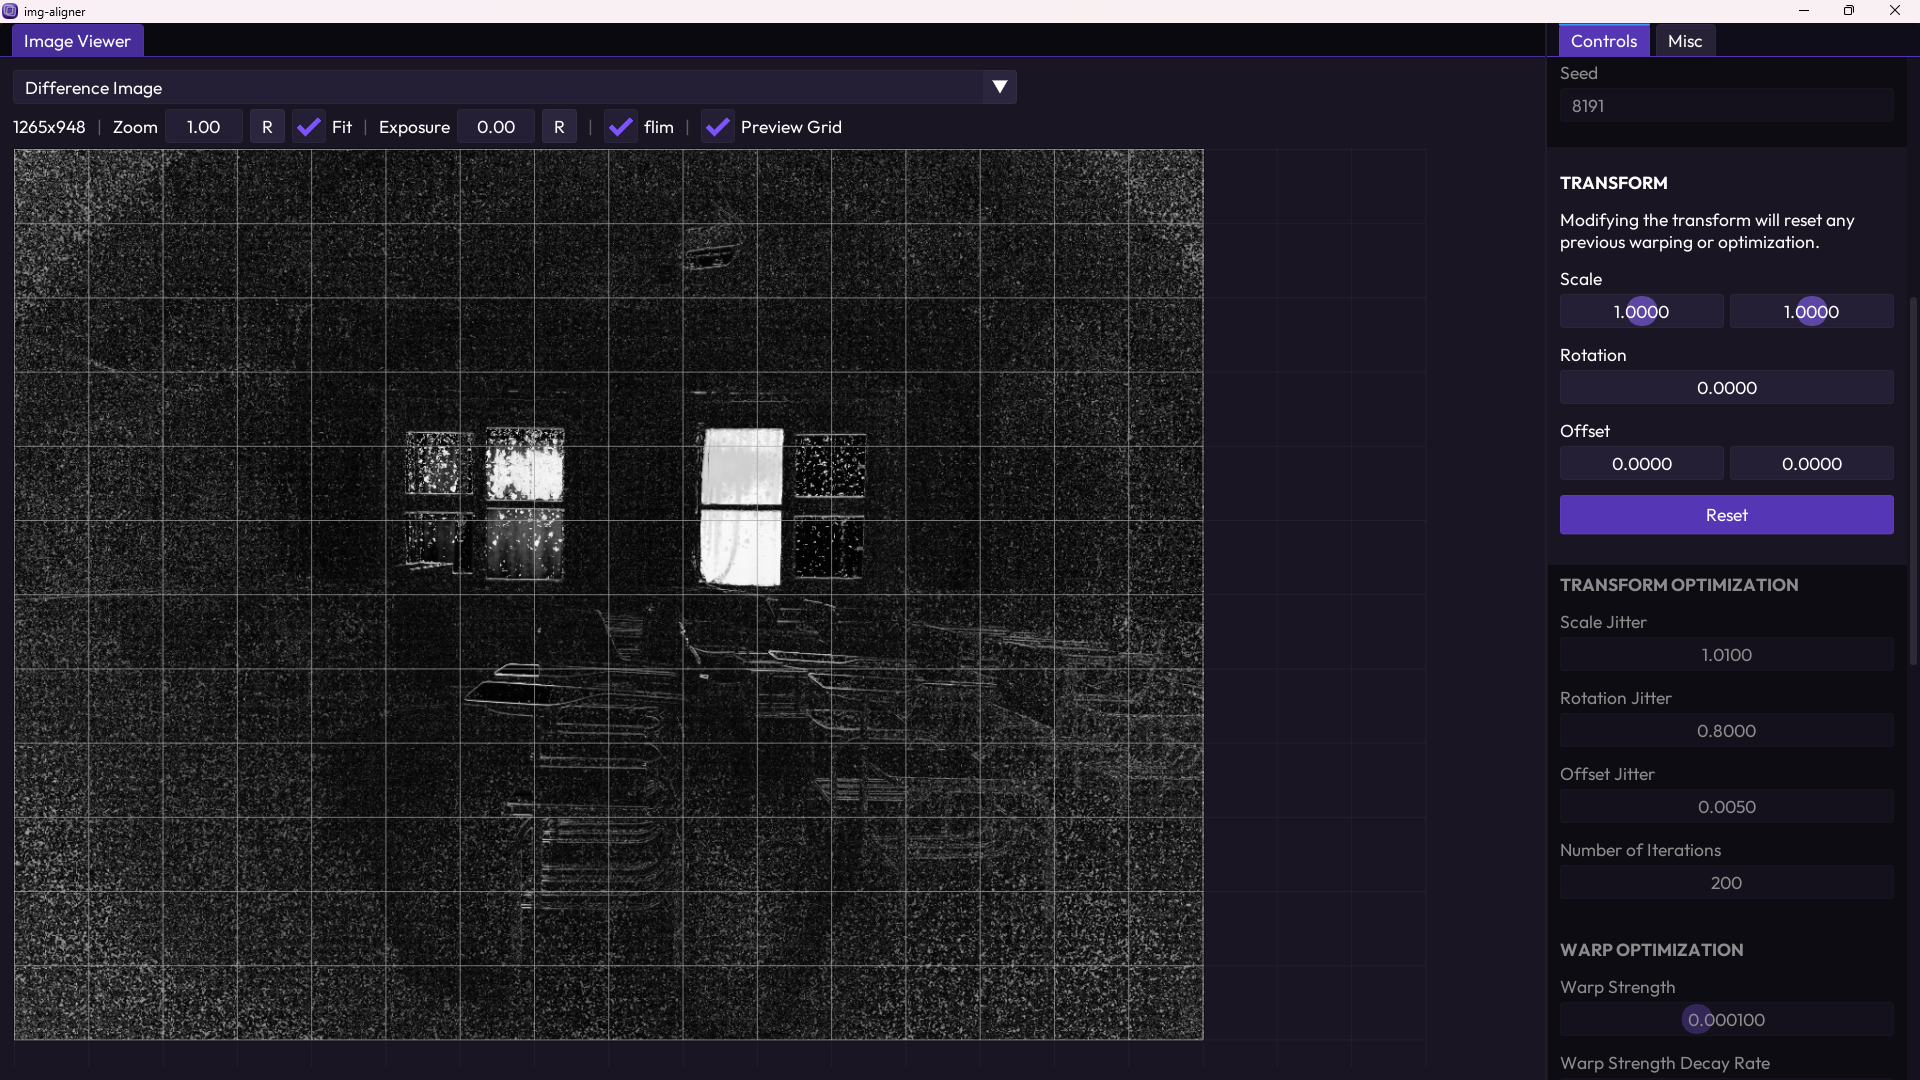 img-aligner
Image Viewer
Difference Image
1265x948 | Zoom 1.00 R Fit | Exposure 0.00 R | flim | Preview Grid
Controls Misc
Seed
8191
TRANSFORM
Modifying the transform will reset any
previous warping or optimization.
Scale
1.0000 1.0000
Rotation
0.0000
Offset
0.0000 0.0000
Reset
TRANSFORM OPTIMIZATION
Scale Jitter
1.0100
Rotation Jitter
0.8000
Offset Jitter
0.0050
Number of Iterations
200
WARP OPTIMIZATION
Warp Strength
0.000100
Warp Strength Decay Rate